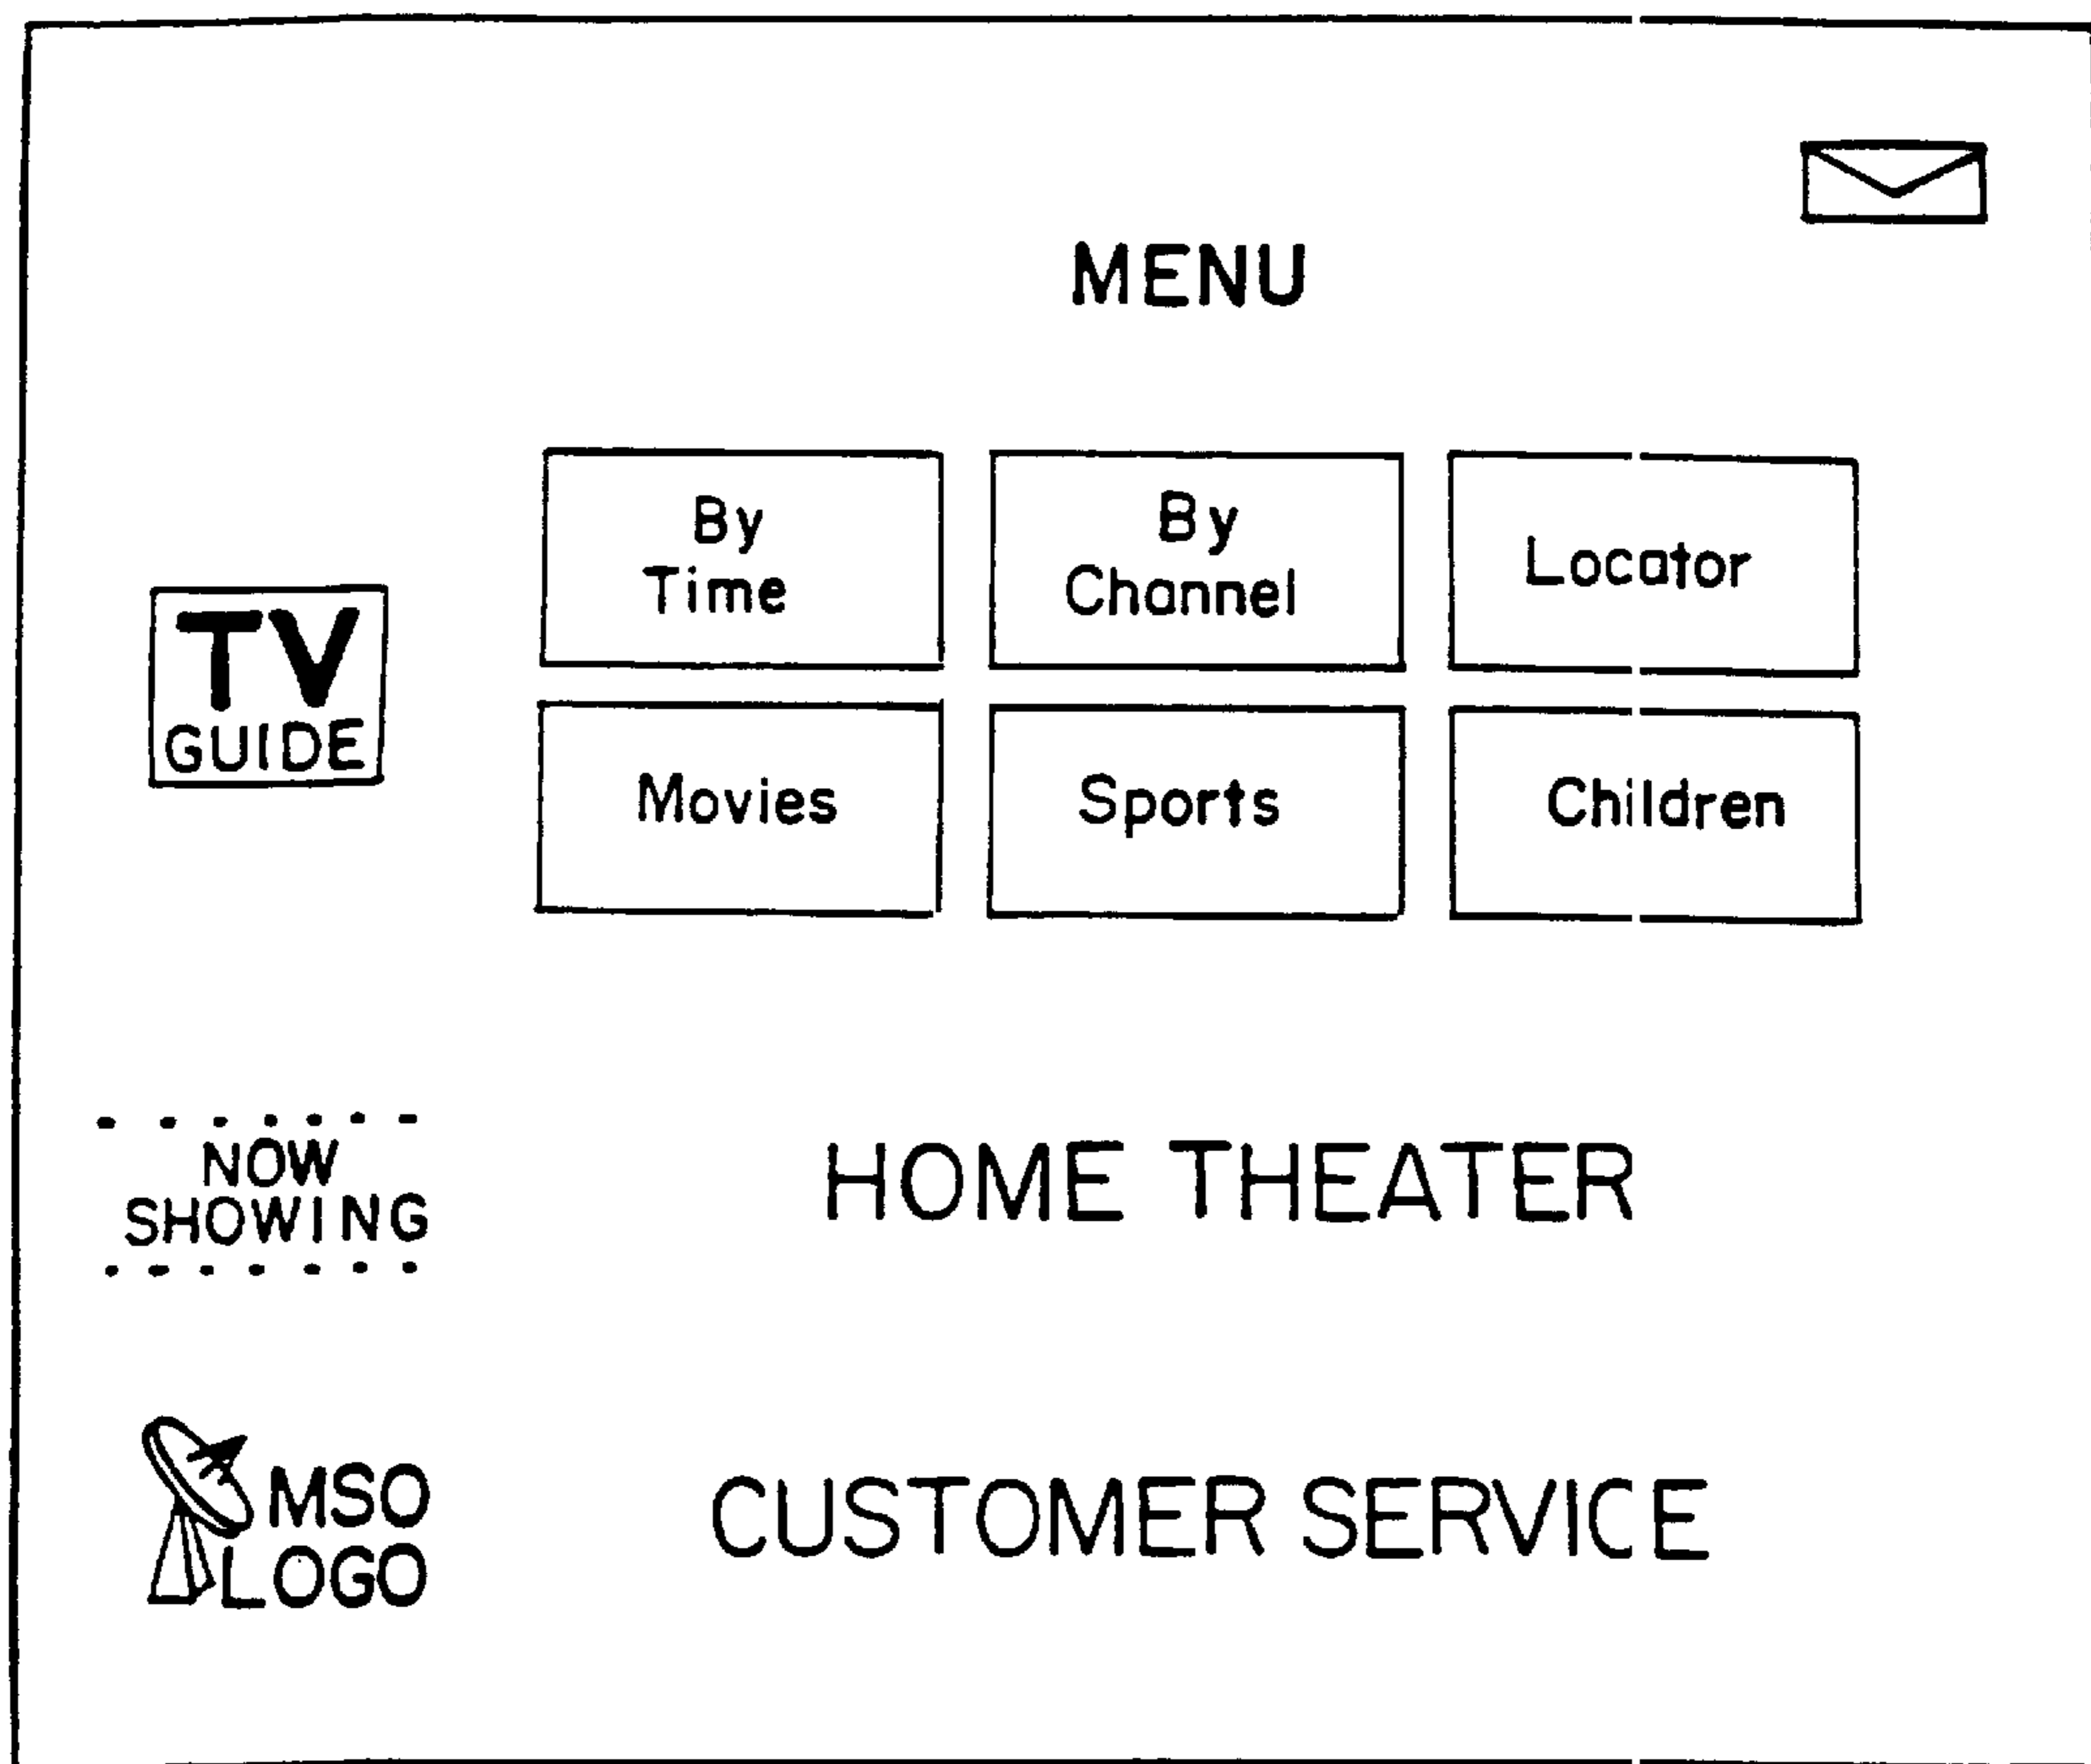 MENU
By
Time
By
Channel
Locator
TV
GUIDE
Movies
Sports
Children
NOW
SHOWING
HOME THEATER
MSO
LOGO
CUSTOMER SERVICE